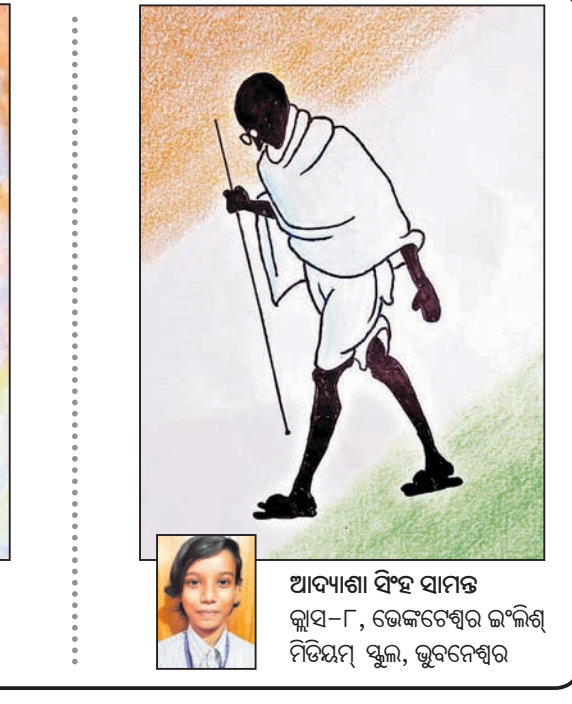 ଆଦ୍ୟାଶା ସିଂହ ସାମନ୍ତ
କ୍ଲାସ–୮, ଭେଙ୍କଟେଶ୍ୱର ଇଂଲିଶ୍
ମିଡିୟମ୍ ସ୍କୁଲ, ଭୁବନେଶ୍ୱର